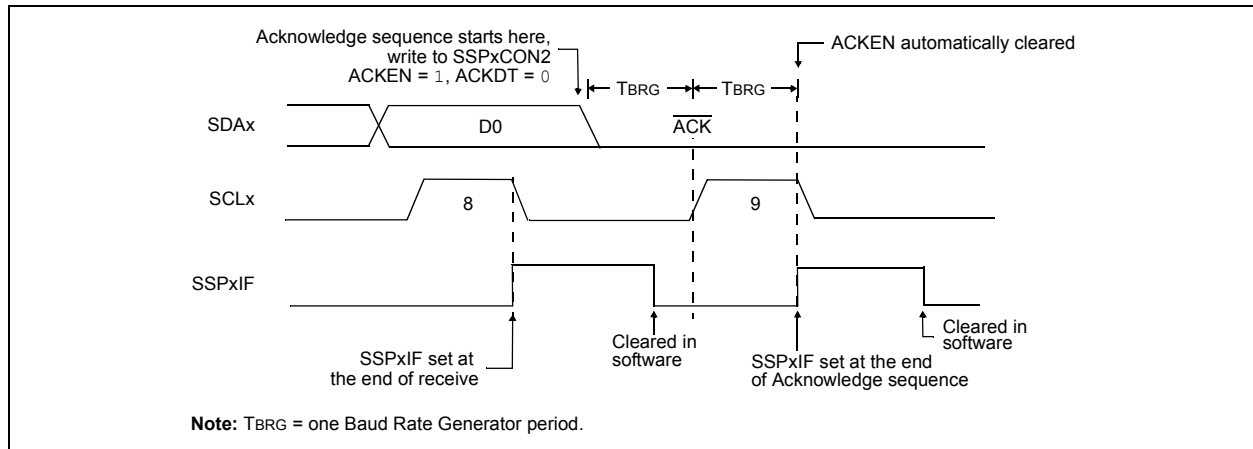 Acknowledge sequence starts here,
write to SSPxCON2
ACKEN = 1, ACKDT = 0
ACKEN automatically cleared
TBRG
TBRG
SDAx
D0
ACK
SCLx
8
9
SSPxIF
SSPxIF set at
the end of receive
Cleared in
software
SSPxIF set at the end
of Acknowledge sequence
Cleared in
software
Note: TBRG = one Baud Rate Generator period.